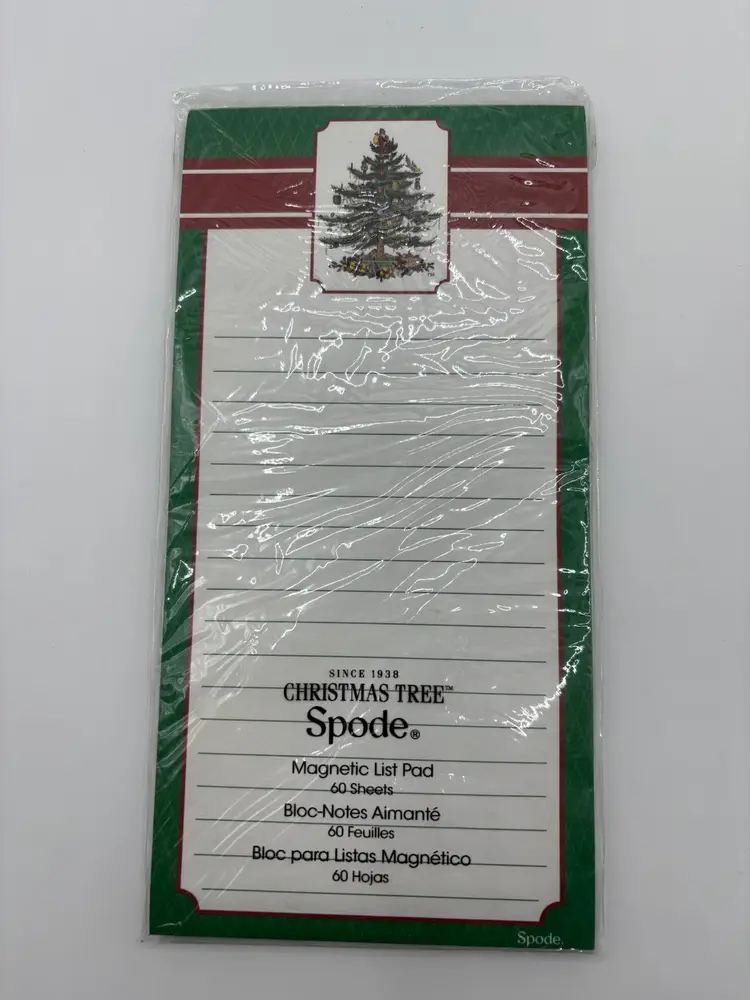 SINCE 1938
CHRISTMAS TREE™
Spode®
Magnetic List Pad
60 Sheets
Bloc-Notes Aimanté
60 Feuilles
Bloc para Listas Magnético
60 Hojas
Spode®